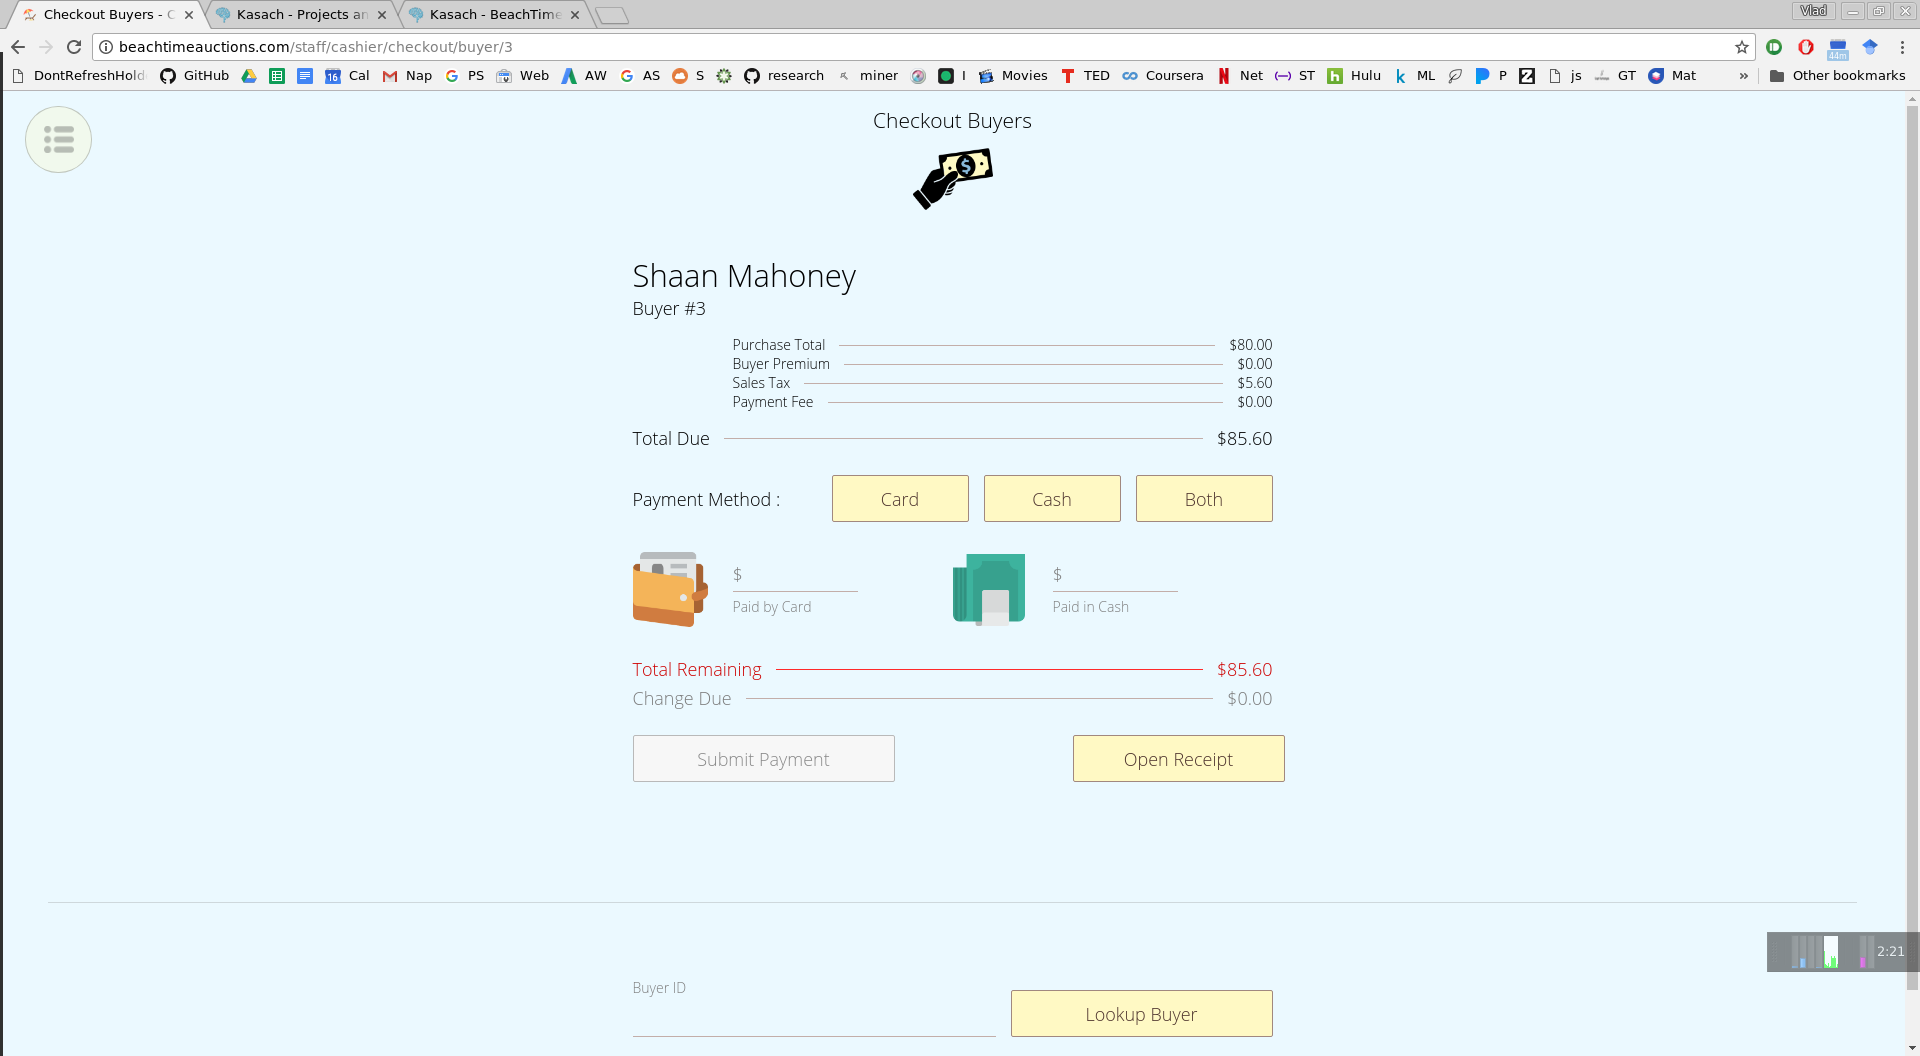 Checkout Buyers - C
Kasach - Projects an
Kasach - BeachTime
Vlad
beachtimeauctions.com/staff/cashier/checkout/buyer/3
44m
DontRefreshHold GitHub 16 Cal Nap PS Web AW AS S research miner I Movies TED Coursera Net ST Hulu ML P js GT Mat » Other bookmarks
Checkout Buyers
$
Shaan Mahoney
Buyer #3
Purchase Total $80.00
Buyer Premium $0.00
Sales Tax $5.60
Payment Fee $0.00
Total Due $85.60
Payment Method : Card Cash Both
$ $
Paid by Card Paid in Cash
Total Remaining $85.60
Change Due $0.00
Submit Payment Open Receipt
2:21
Buyer ID
Lookup Buyer